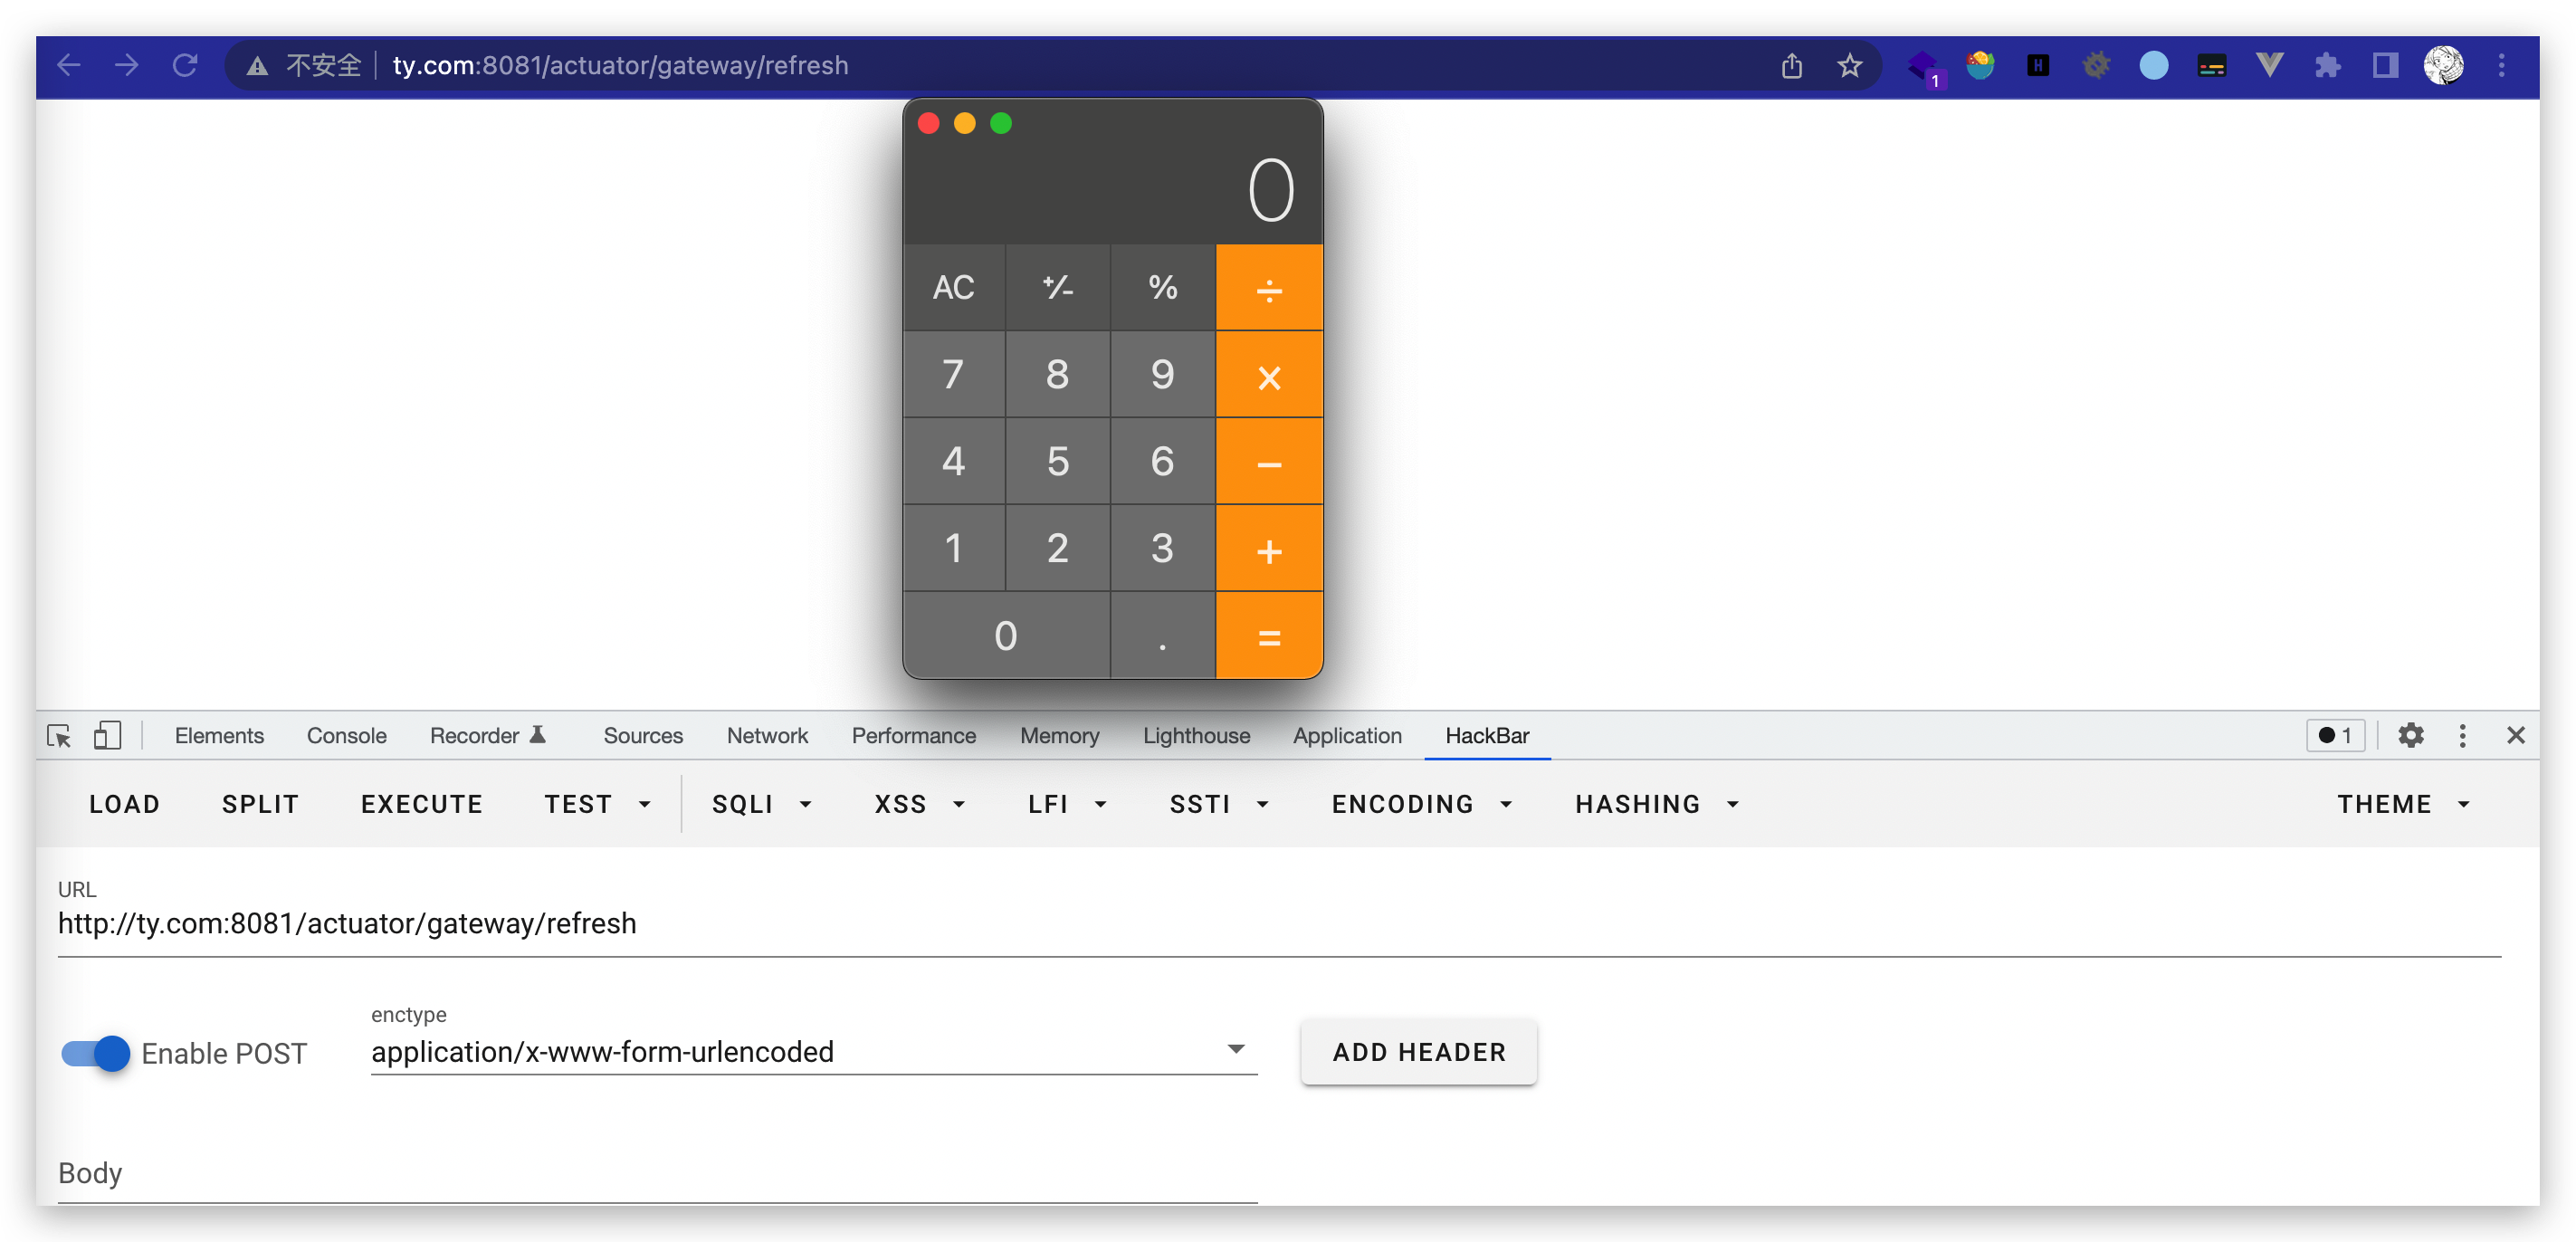 不安全 ty.com:8081/actuator/gateway/refresh
H
1
0
AC ⁺∕₋ % ÷
7 8 9 ×
4 5 6 −
1 2 3 +
0 . =
Elements Console Recorder Sources Network Performance Memory Lighthouse Application HackBar 1
LOAD SPLIT EXECUTE TEST SQLI XSS LFI SSTI ENCODING HASHING THEME
URL
http://ty.com:8081/actuator/gateway/refresh
enctype
Enable POST application/x-www-form-urlencoded ADD HEADER
Body